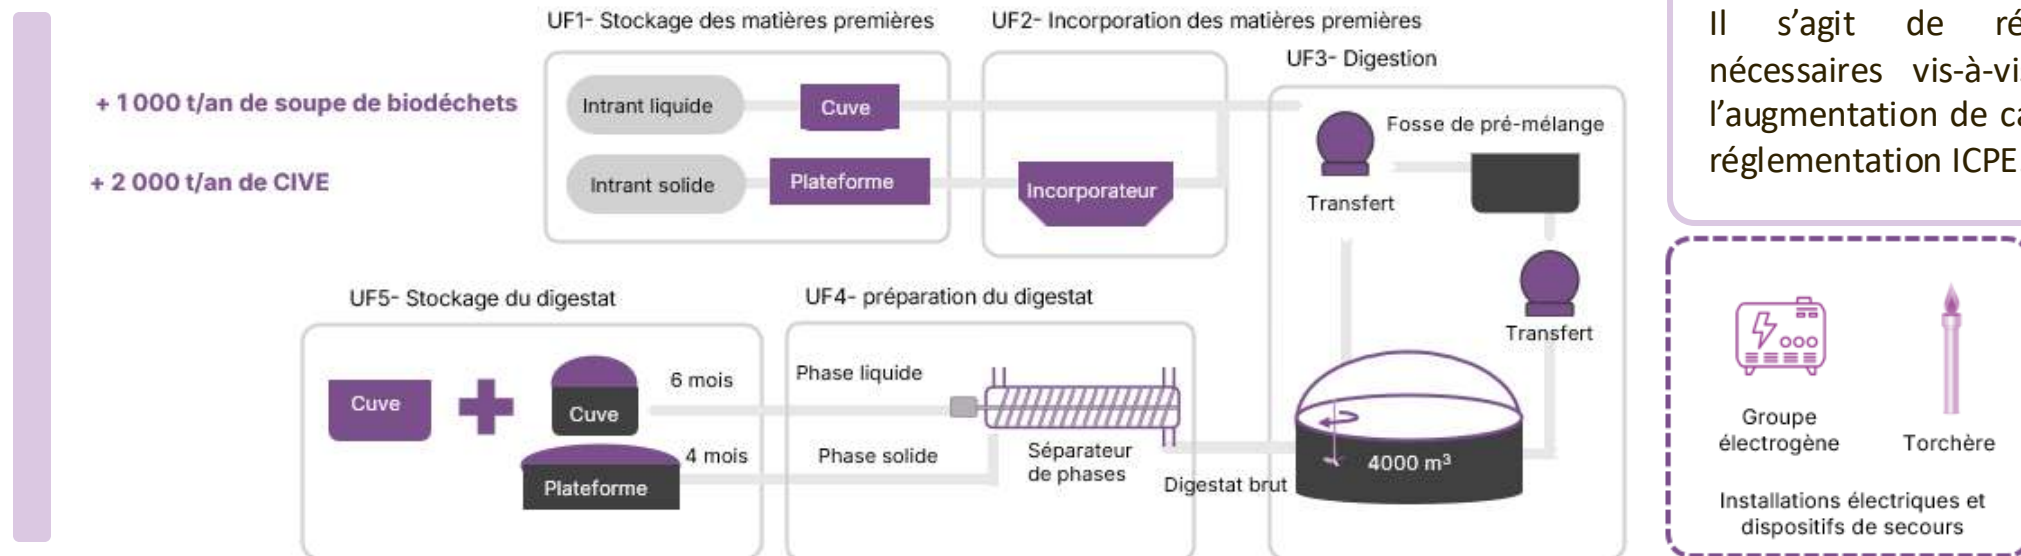 UF1- Stockage des matières premières
UF2- Incorporation des matières premières
UF3- Digestion
+ 1 000 t/an de soupe de biodéchets
Intrant liquide
Cuve
+ 2 000 t/an de CIVE
Intrant solide
Plateforme
Incorporateur
Fosse de pré-mélange
Transfert
Transfert
UF5- Stockage du digestat
UF4- préparation du digestat
Cuve
Cuve
6 mois
Phase liquide
4 mois
Phase solide
Plateforme
Séparateur
de phases
Digestat brut
4000 m³
Il s’agit de
nécessaires
l’augmentation de
réglementation ICPE
Groupe
électrogène
Torchère
Installations électriques et
dispositifs de secours